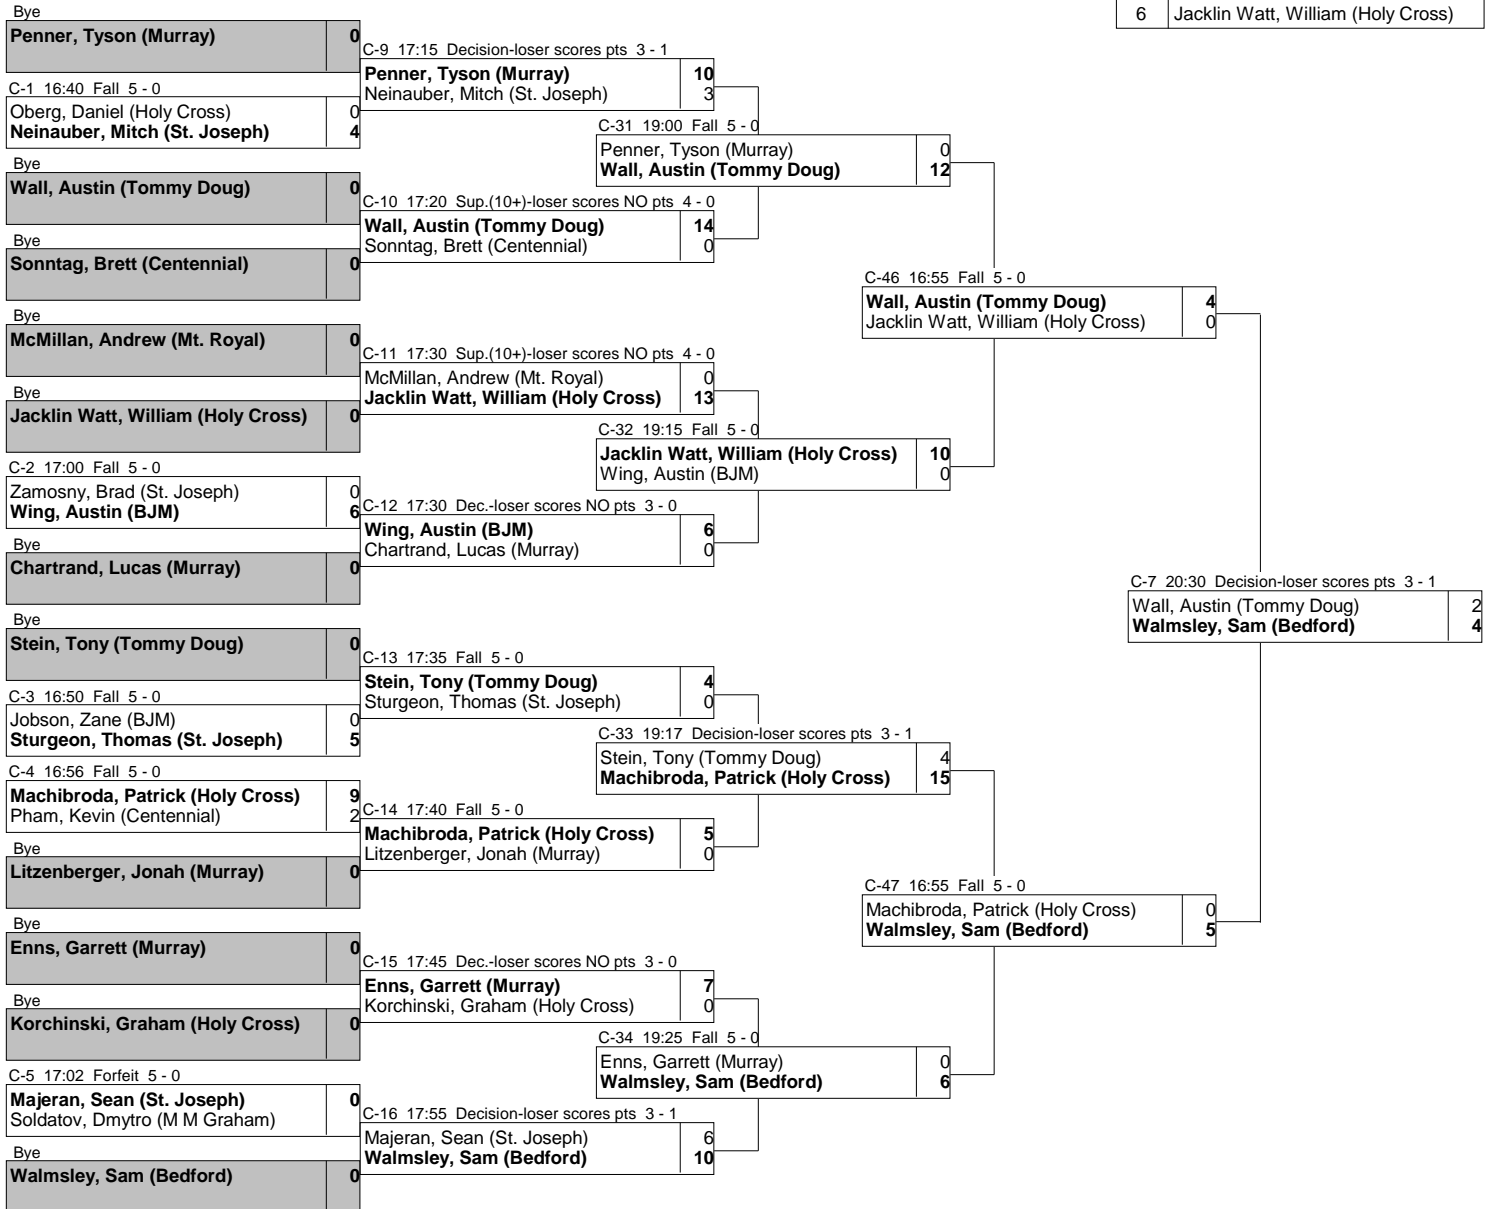 6 Jacklin Watt, William (Holy Cross)
Bye
Penner, Tyson (Murray) 0
C-1 16:40 Fall 5 - 0
Oberg, Daniel (Holy Cross) 0
Neinauber, Mitch (St. Joseph) 4
Bye
Wall, Austin (Tommy Doug) 0
Bye
Sonntag, Brett (Centennial) 0
Bye
McMillan, Andrew (Mt. Royal) 0
Bye
Jacklin Watt, William (Holy Cross) 0
C-2 17:00 Fall 5 - 0
Zamosny, Brad (St. Joseph) 0
Wing, Austin (BJM) 6
Bye
Chartrand, Lucas (Murray) 0
Bye
Stein, Tony (Tommy Doug) 0
C-3 16:50 Fall 5 - 0
Jobson, Zane (BJM) 0
Sturgeon, Thomas (St. Joseph) 5
C-4 16:56 Fall 5 - 0
Machibroda, Patrick (Holy Cross) 9
Pham, Kevin (Centennial) 2
Bye
Litzenberger, Jonah (Murray) 0
Bye
Enns, Garrett (Murray) 0
Bye
Korchinski, Graham (Holy Cross) 0
C-5 17:02 Forfeit 5 - 0
Majeran, Sean (St. Joseph) 0
Soldatov, Dmytro (M M Graham)
Bye
Walmsley, Sam (Bedford) 0
C-9 17:15 Decision-loser scores pts 3 - 1
Penner, Tyson (Murray) 10
Neinauber, Mitch (St. Joseph) 3
C-10 17:20 Sup.(10+)-loser scores NO pts 4 - 0
Wall, Austin (Tommy Doug) 14
Sonntag, Brett (Centennial) 0
C-11 17:30 Sup.(10+)-loser scores NO pts 4 - 0
McMillan, Andrew (Mt. Royal) 0
Jacklin Watt, William (Holy Cross) 13
C-12 17:30 Dec.-loser scores NO pts 3 - 0
Wing, Austin (BJM) 6
Chartrand, Lucas (Murray) 0
C-13 17:35 Fall 5 - 0
Stein, Tony (Tommy Doug) 4
Sturgeon, Thomas (St. Joseph) 0
C-14 17:40 Fall 5 - 0
Machibroda, Patrick (Holy Cross) 5
Litzenberger, Jonah (Murray) 0
C-15 17:45 Dec.-loser scores NO pts 3 - 0
Enns, Garrett (Murray) 7
Korchinski, Graham (Holy Cross) 0
C-16 17:55 Decision-loser scores pts 3 - 1
Majeran, Sean (St. Joseph) 6
Walmsley, Sam (Bedford) 10
C-31 19:00 Fall 5 - 0
Penner, Tyson (Murray) 0
Wall, Austin (Tommy Doug) 12
C-32 19:15 Fall 5 - 0
Jacklin Watt, William (Holy Cross) 10
Wing, Austin (BJM) 0
C-33 19:17 Decision-loser scores pts 3 - 1
Stein, Tony (Tommy Doug) 4
Machibroda, Patrick (Holy Cross) 15
C-34 19:25 Fall 5 - 0
Enns, Garrett (Murray) 0
Walmsley, Sam (Bedford) 6
C-46 16:55 Fall 5 - 0
Wall, Austin (Tommy Doug) 4
Jacklin Watt, William (Holy Cross) 0
C-47 16:55 Fall 5 - 0
Machibroda, Patrick (Holy Cross) 0
Walmsley, Sam (Bedford) 5
C-7 20:30 Decision-loser scores pts 3 - 1
Wall, Austin (Tommy Doug) 2
Walmsley, Sam (Bedford) 4